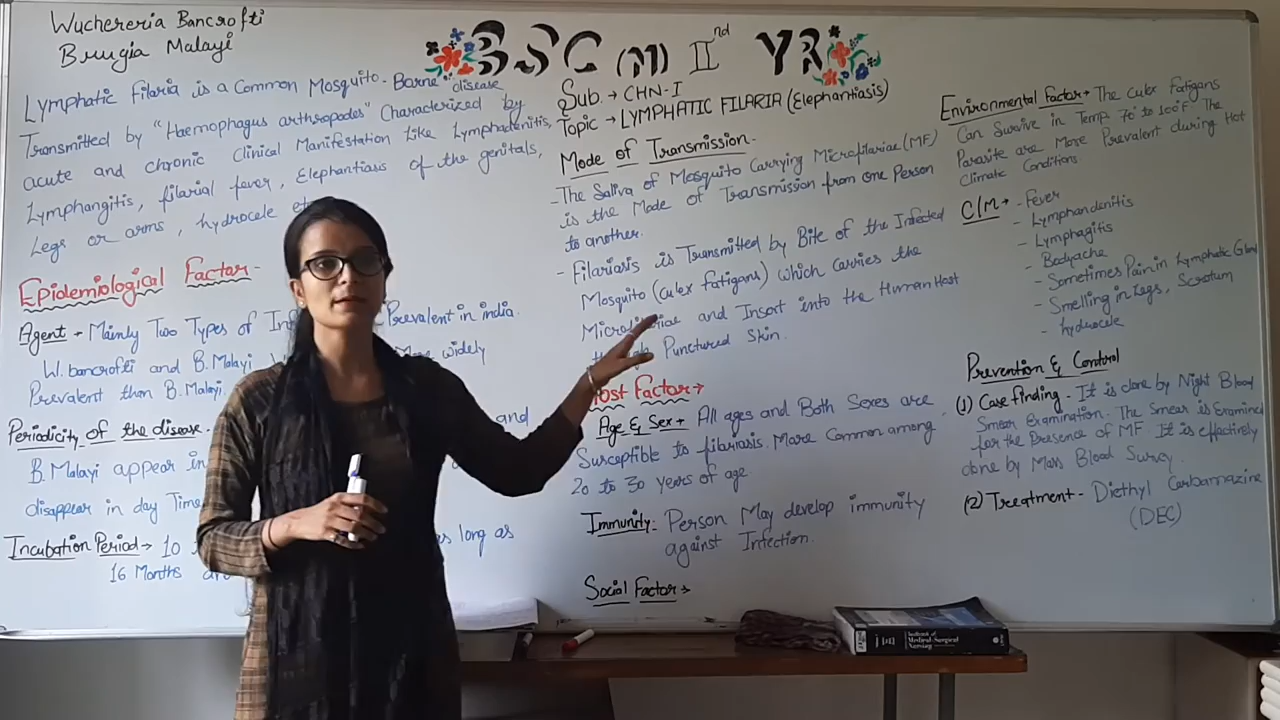 Wuchereria Bancrofti
Brugia Malayi
Lymphatic Filaria is a Common Mosquito-Borne disease
Transmitted by "Haemophagus arthropodes" Characterized by
acute and chronic Clinical Manifestation Like Lymphadenitis,
Lymphangitis, filarial fever, Elephantiasis of the genitals,
Legs or arms, hydrocele etc
Epidemiological Factor-
Agent - Mainly Two Types of Prevalent in india.
W. bancrofti and B. Malayi widely
Prevalent than B. Malayi.
Periodicity of the disease. and
B. Malayi appear in
disappear in day Time
Incubation Period → 10 long as
16 Months
BSC (N) II nd YR
Sub. → CHN-I
Topic → LYMPHATIC FILARIA (Elephantiasis)
Mode of Transmission.
- The Saliva of Mosquito Carrying Microfilariae (MF)
is the Mode of Transmission from one Person
to another.
- Filariasis is Transmitted by Bite of the Infected
Mosquito (culex fatigans) which carries the
Microfilariae and Insort into the Human Host
Punctured Skin.
Host Factor →
Age & Sex → All ages and Both Sexes are
Susceptible to filariasis. More Common among
20 to 30 years of age
Immunity: Person May develop immunity
against Infection.
Social Factor →
Environmental Factor → The culex Fatigans
Can Survive in Temp 70° to 100°F. The
Parasite are More Prevalent during Hot
Climatic Conditions.
C/M → - Fever
- Lymphandenitis
- Lymphagitis
- Bodyache
- Sometimes Pain in Lymphatic Gland
- Smelling in Legs, Scrotum
- hydrocele
Prevention & Control
(1) Case finding - It is done by Night Blood
Smear Examination. The Smear is Examined
for the Presence of MF. It is effectively
done by Mass Blood Survey.
(2) Treatment - Diethyl Carbamazine
(DEC)
Medical-Surgical
Nursing